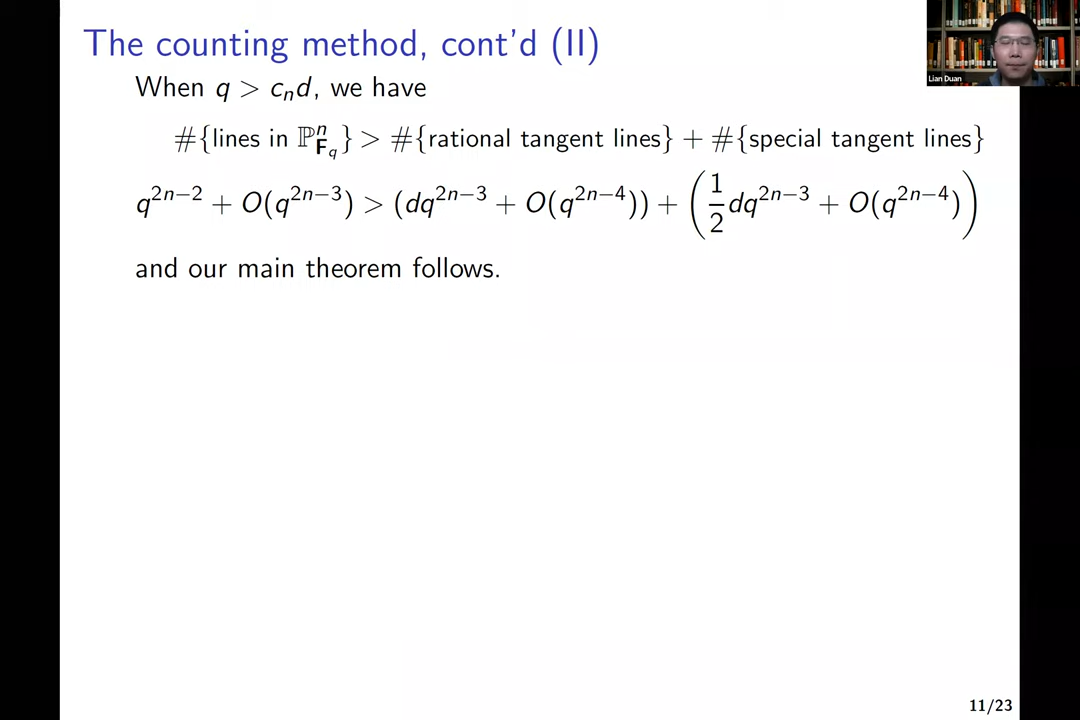 The counting method, cont'd (II)
When q > cₙd, we have
#{lines in ℙⁿ_{F_q}} > #{rational tangent lines} + #{special tangent lines}
q^{2n−2} + O(q^{2n−3}) > (dq^{2n−3} + O(q^{2n−4})) + (1/2 dq^{2n−3} + O(q^{2n−4}))
and our main theorem follows.
Lian Duan
11/23